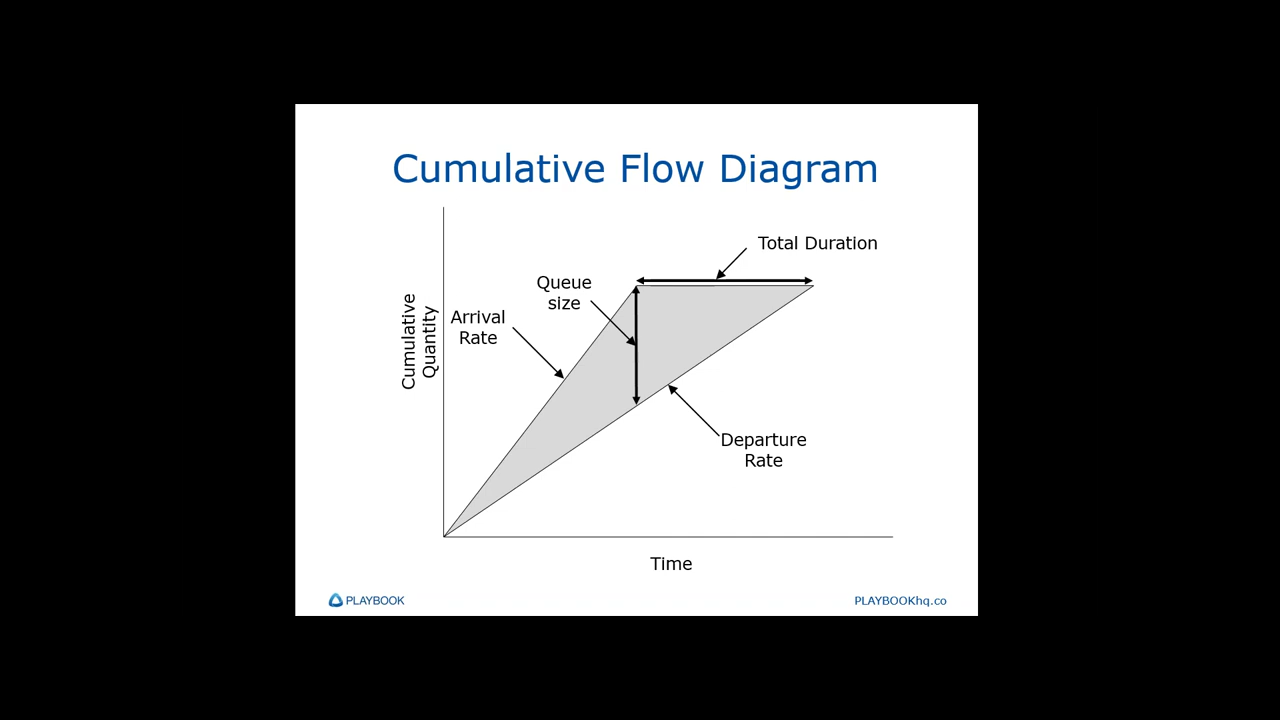 Cumulative Flow Diagram
Total Duration
Queue
size
Arrival
Rate
Cumulative
Quantity
Departure
Rate
Time
PLAYBOOK
PLAYBOOKhq.co